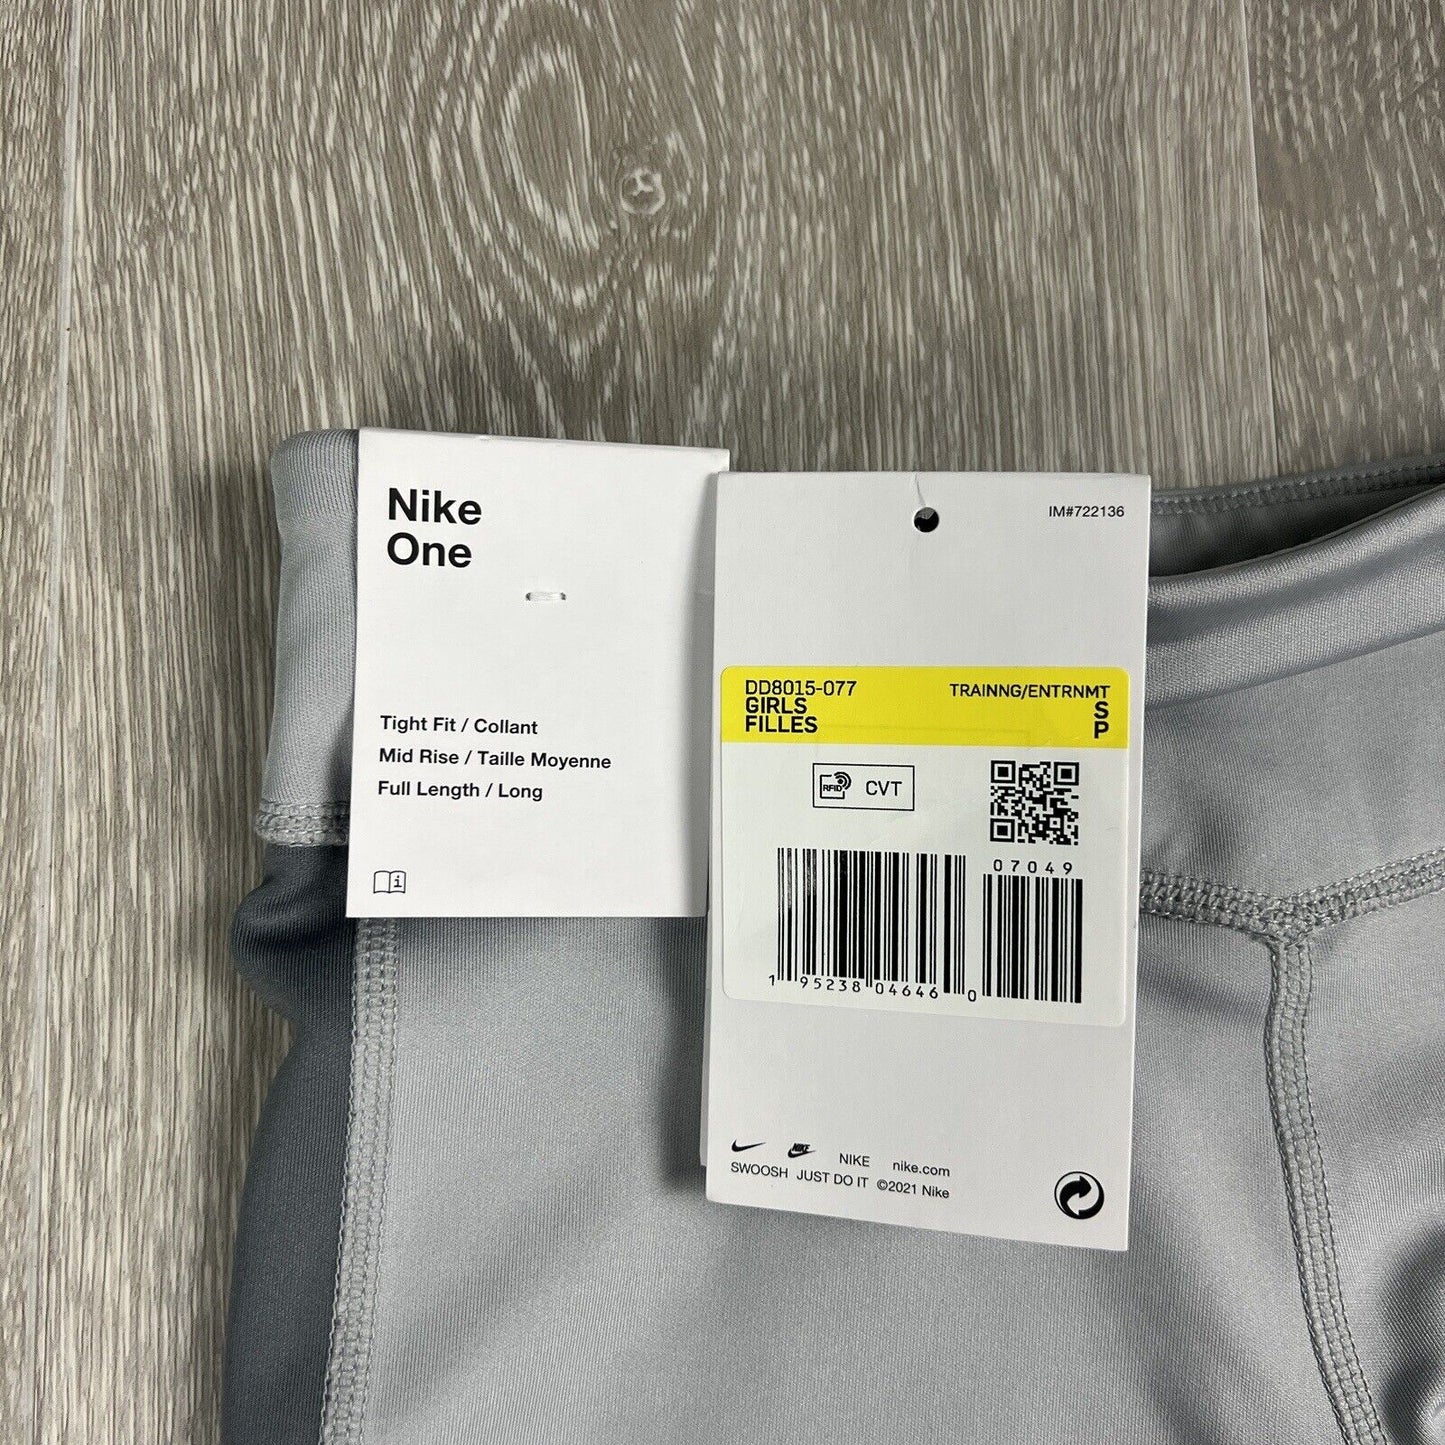 Nike
One
Tight Fit / Collant
Mid Rise / Taille Moyenne
Full Length / Long
i
IM#722136
DD8015-077 TRAINNG/ENTRNMT
GIRLS S
FILLES P
RFID CVT
07049
1 95238 04646 0
NIKE NIKE nike.com
SWOOSH JUST DO IT ©2021 Nike